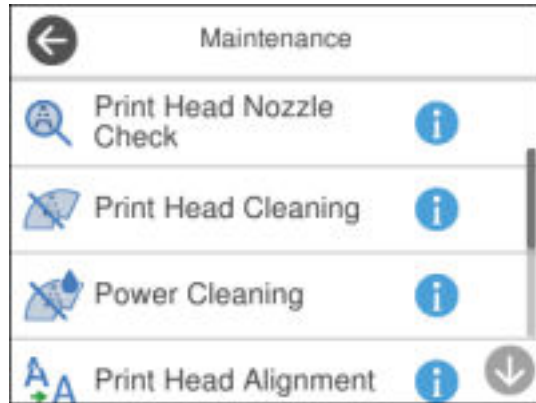 Maintenance
Print Head Nozzle
Check
Print Head Cleaning
Power Cleaning
Print Head Alignment